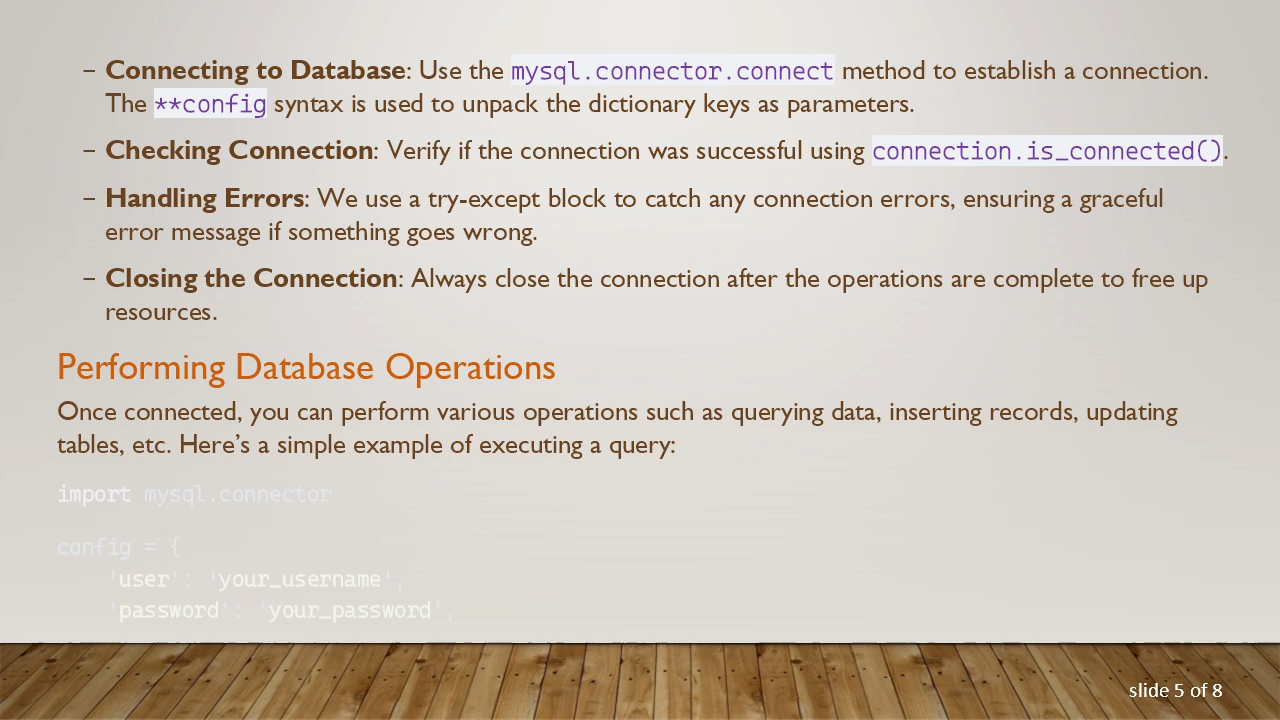 – Connecting to Database: Use the mysql.connector.connect method to establish a connection.
The **config syntax is used to unpack the dictionary keys as parameters.
– Checking Connection: Verify if the connection was successful using connection.is_connected().
– Handling Errors: We use a try-except block to catch any connection errors, ensuring a graceful
error message if something goes wrong.
– Closing the Connection: Always close the connection after the operations are complete to free up
resources.
Performing Database Operations
Once connected, you can perform various operations such as querying data, inserting records, updating
tables, etc. Here’s a simple example of executing a query:
import mysql.connector
config = {
    'user': 'your_username',
    'password': 'your_password',
slide 5 of 8